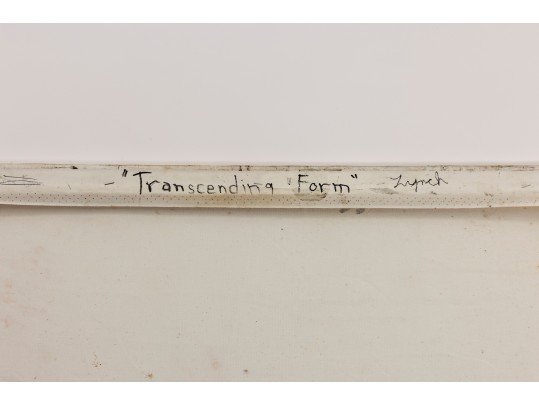 - "Transcending Form" - Lynch